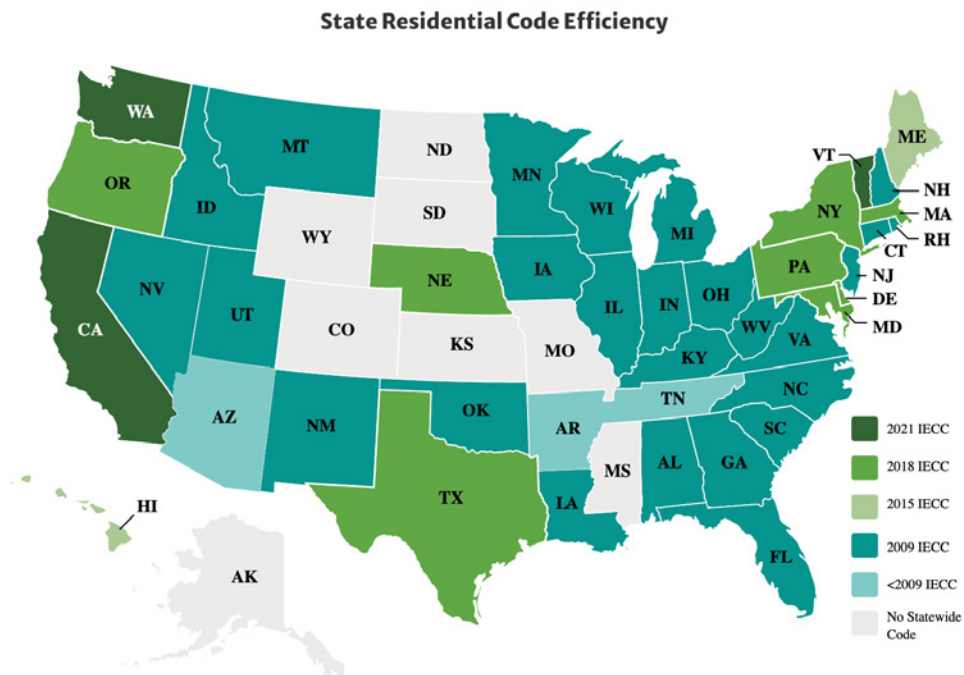 State Residential Code Efficiency
WA
MT
ND
MN
ME
VT
OR
ID
SD
WI
NH
NY
MA
MI
RH
WY
CT
IA
PA
NE
NJ
NV
OH
DE
IL
IN
UT
WV
MD
CA
CO
VA
KS
MO
KY
TN
NC
AZ
OK
AR
NM
SC
2021 IECC
MS
AL
GA
2018 IECC
TX
LA
HI
2015 IECC
2009 IECC
FL
AK
<2009 IECC
No Statewide
Code